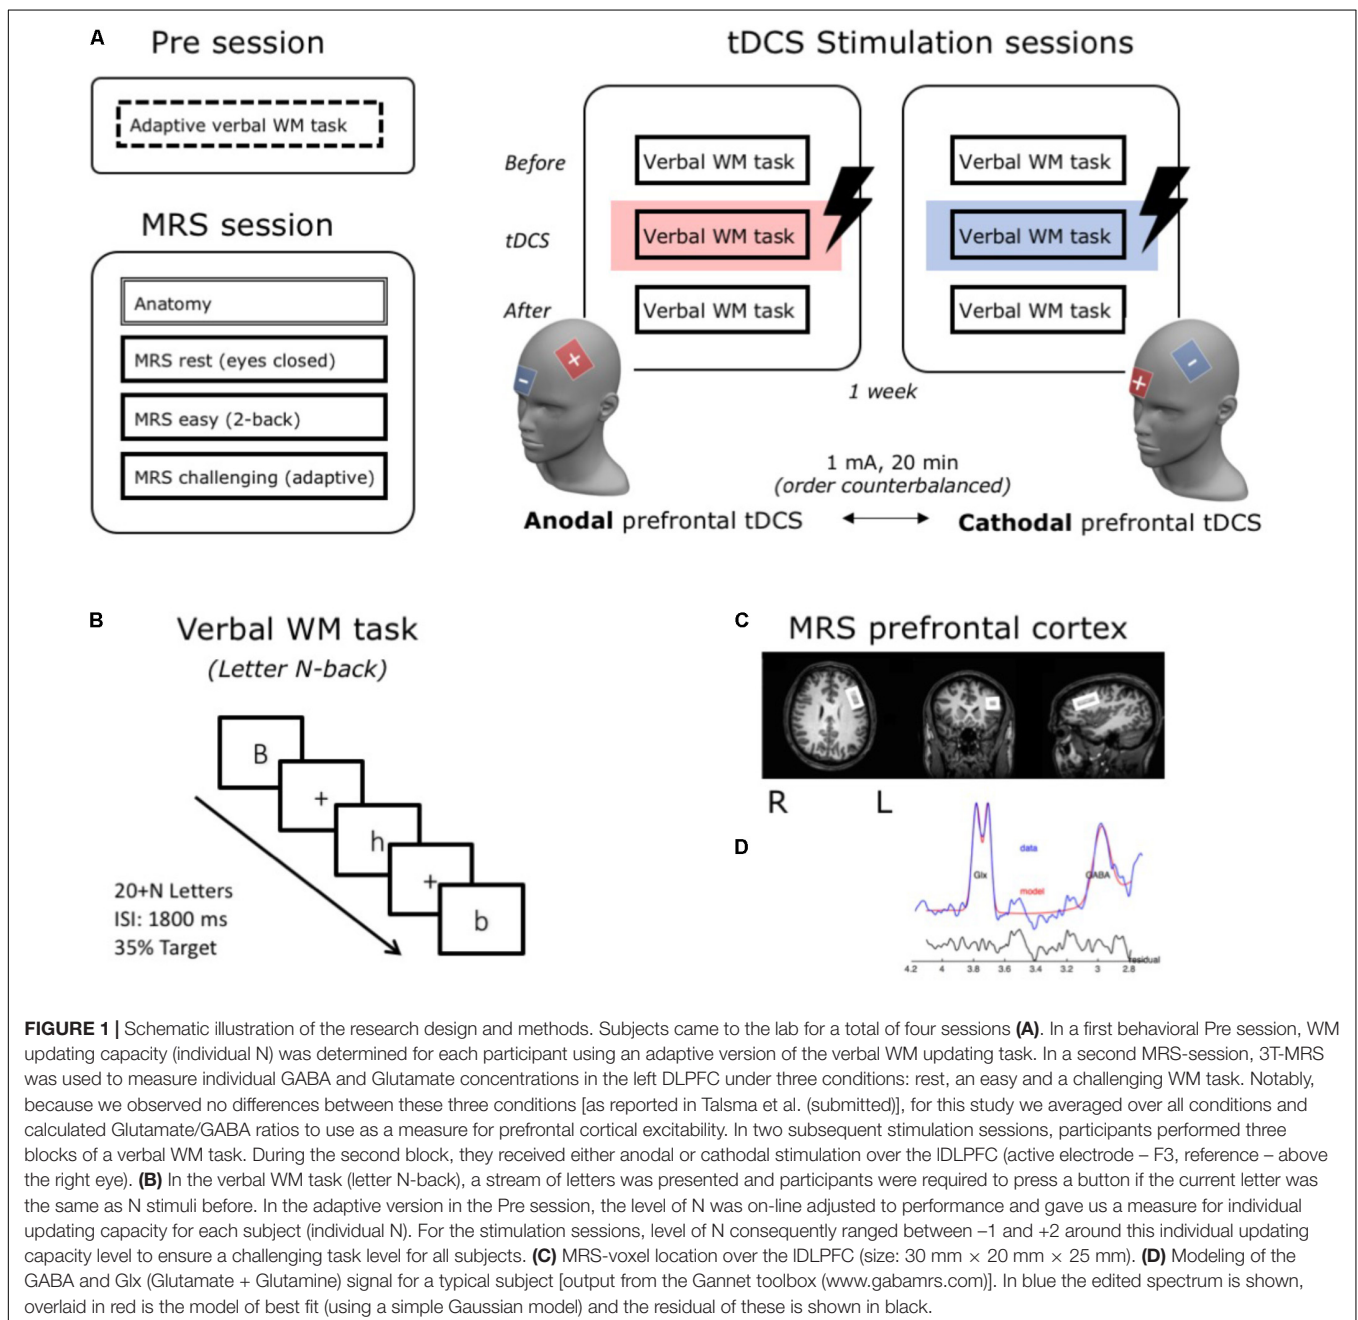 A
Pre session
Adaptive verbal WM task
MRS session
Anatomy
MRS rest (eyes closed)
MRS easy (2-back)
MRS challenging (adaptive)
tDCS Stimulation sessions
Before
Verbal WM task
Verbal WM task
tDCS
Verbal WM task
Verbal WM task
After
Verbal WM task
Verbal WM task
+
-
-
+
1 week
1 mA, 20 min
(order counterbalanced)
Anodal prefrontal tDCS
Cathodal prefrontal tDCS
B
Verbal WM task
(Letter N-back)
B
+
h
+
b
20+N Letters
ISI: 1800 ms
35% Target
C
MRS prefrontal cortex
R L
D
data
Glx
GABA
model
residual
4.2 4 3.8 3.6 3.4 3.2 3 2.8
FIGURE 1 | Schematic illustration of the research design and methods. Subjects came to the lab for a total of four sessions (A). In a first behavioral Pre session, WM
updating capacity (individual N) was determined for each participant using an adaptive version of the verbal WM updating task. In a second MRS-session, 3T-MRS
was used to measure individual GABA and Glutamate concentrations in the left DLPFC under three conditions: rest, an easy and a challenging WM task. Notably,
because we observed no differences between these three conditions [as reported in Talsma et al. (submitted)], for this study we averaged over all conditions and
calculated Glutamate/GABA ratios to use as a measure for prefrontal cortical excitability. In two subsequent stimulation sessions, participants performed three
blocks of a verbal WM task. During the second block, they received either anodal or cathodal stimulation over the lDLPFC (active electrode – F3, reference – above
the right eye). (B) In the verbal WM task (letter N-back), a stream of letters was presented and participants were required to press a button if the current letter was
the same as N stimuli before. In the adaptive version in the Pre session, the level of N was on-line adjusted to performance and gave us a measure for individual
updating capacity for each subject (individual N). For the stimulation sessions, level of N consequently ranged between –1 and +2 around this individual updating
capacity level to ensure a challenging task level for all subjects. (C) MRS-voxel location over the lDLPFC (size: 30 mm × 20 mm × 25 mm). (D) Modeling of the
GABA and Glx (Glutamate + Glutamine) signal for a typical subject [output from the Gannet toolbox (www.gabamrs.com)]. In blue the edited spectrum is shown,
overlaid in red is the model of best fit (using a simple Gaussian model) and the residual of these is shown in black.